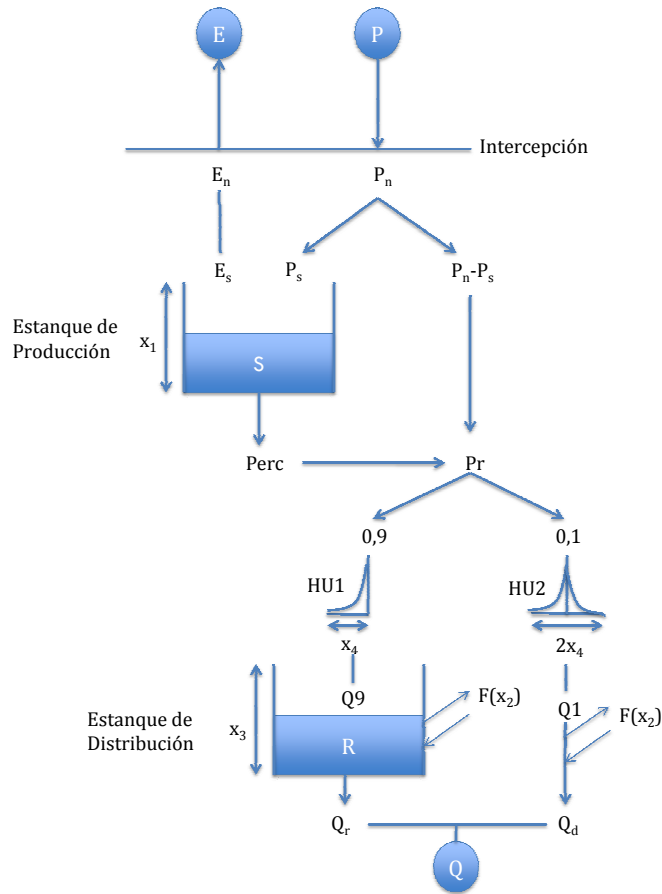 E P
Intercepción
Eₙ Pₙ
Eₛ Pₛ Pₙ-Pₛ
Estanque de
Producción
x₁
S
Perc Pr
0,9 0,1
HU1 HU2
x₄ 2x₄
Q9 F(x₂) Q1 F(x₂)
Estanque de
Distribución
x₃
R
Qᵣ Q_d
Q